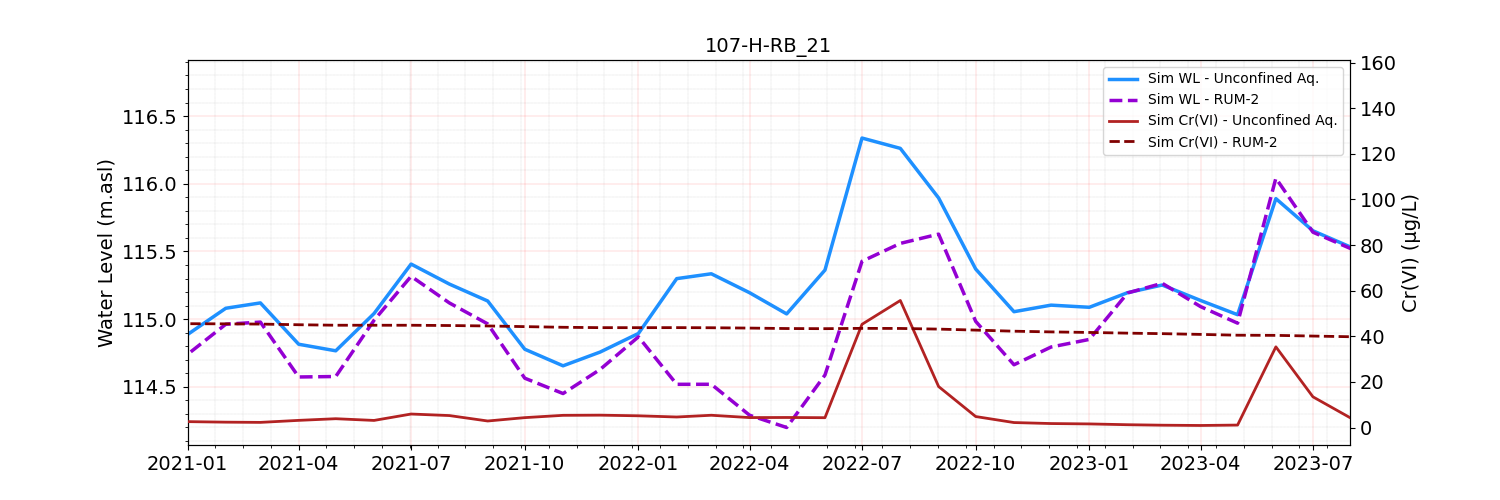 107-H-RB_21
Water Level (m.asl)
116.5
116.0
115.5
115.0
114.5
Sim WL - Unconfined Aq.
Sim WL - RUM-2
Sim Cr(VI) - Unconfined Aq.
Sim Cr(VI) - RUM-2
160
140
120
100
80
60
40
20
0
Cr(VI) (µg/L)
2021-01 2021-04 2021-07 2021-10 2022-01 2022-04 2022-07 2022-10 2023-01 2023-04 2023-07